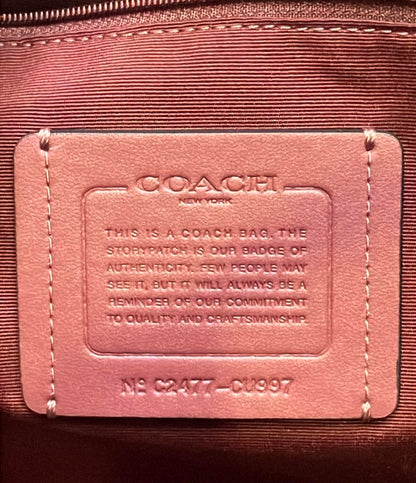 COACH
NEW YORK
THIS IS A COACH BAG. THE
STORYPATCH IS OUR BADGE OF
AUTHENTICITY. FEW PEOPLE MAY
SEE IT, BUT IT WILL ALWAYS BE A
REMINDER OF OUR COMMITMENT
TO QUALITY AND CRAFTSMANSHIP.
Nº C2477-CU997